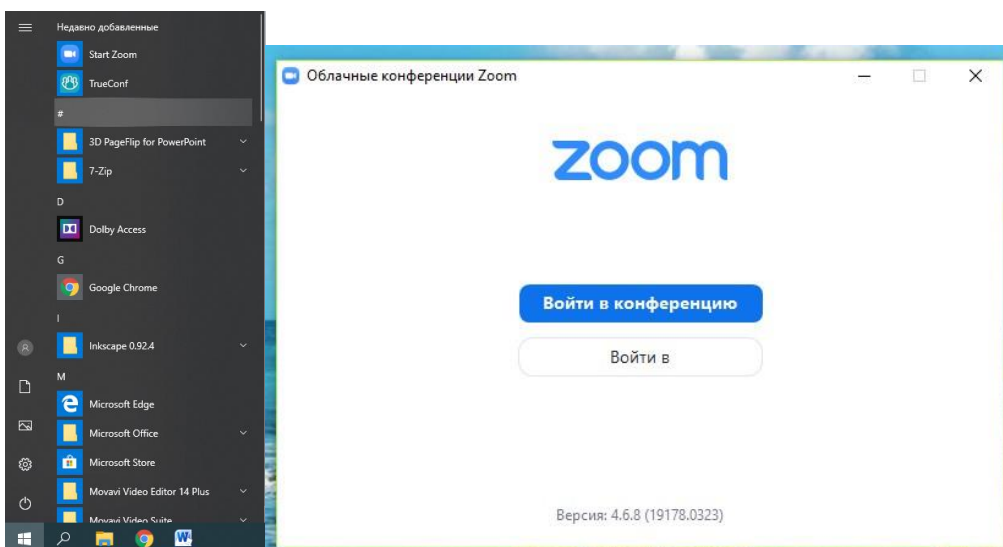 Недавно добавленные
Start Zoom
TrueConf
#
3D PageFlip for PowerPoint
7-Zip
D
Dolby Access
G
Google Chrome
I
Inkscape 0.92.4
M
Microsoft Edge
Microsoft Office
Microsoft Store
Movavi Video Editor 14 Plus
Movavi Video Suite
Облачные конференции Zoom
zoom
Войти в конференцию
Войти в
Версия: 4.6.8 (19178.0323)